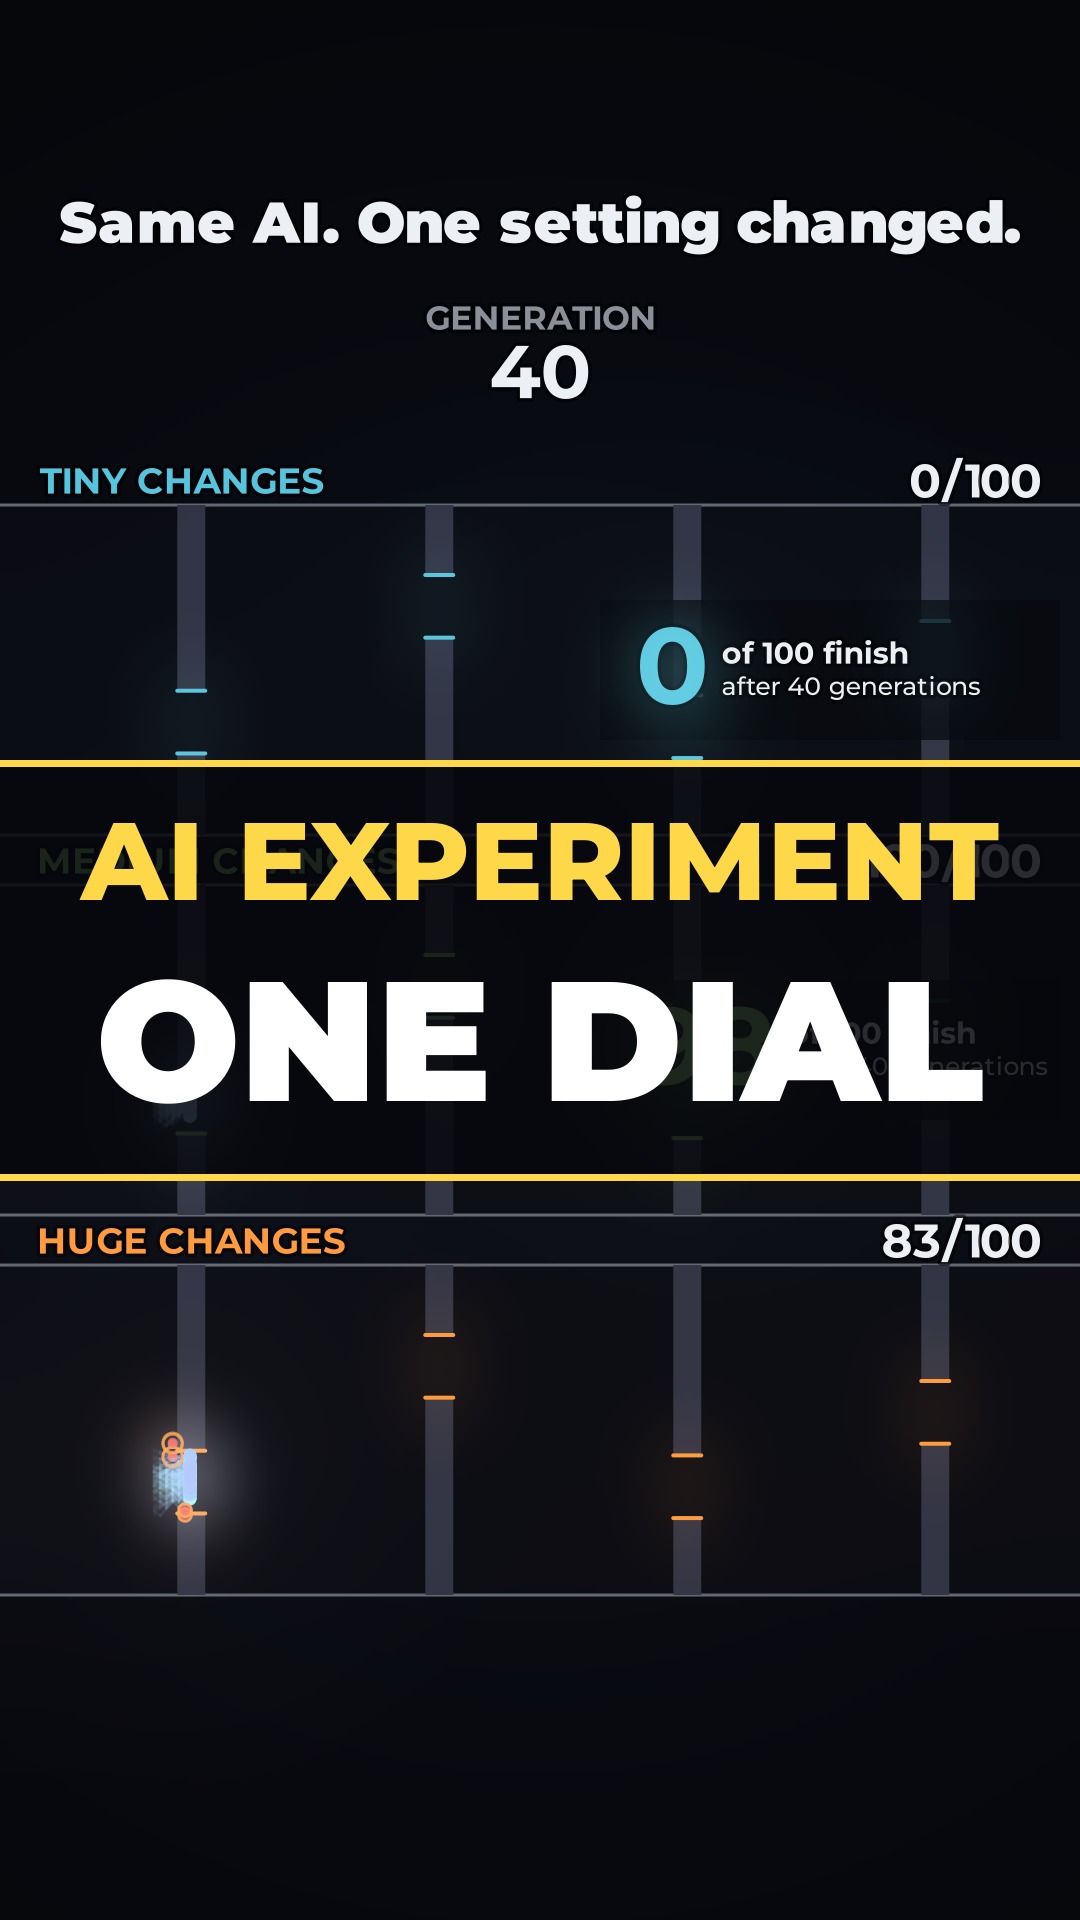 Same AI. One setting changed.
GENERATION
40
TINY CHANGES 0/100
0 of 100 finish
after 40 generations
AI EXPERIMENT
ONE DIAL
HUGE CHANGES 83/100